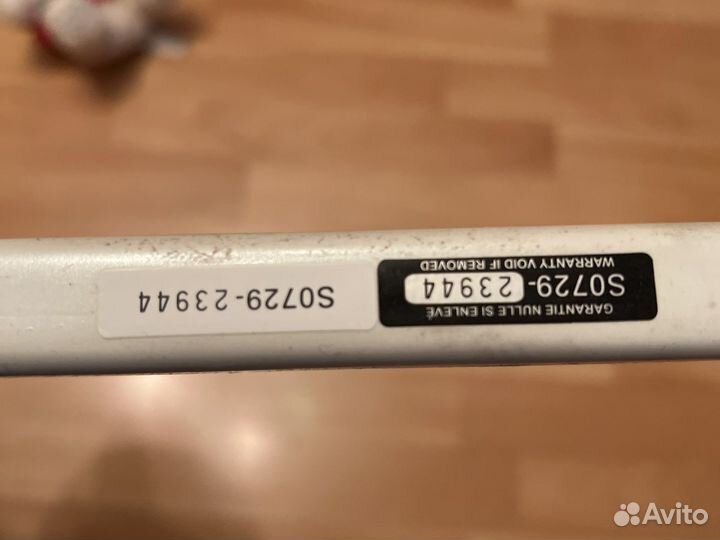 GARANTIE NULLE SI ENLEVÉ
S0729-23944
WARRANTY VOID IF REMOVED
S0729-23944
Avito